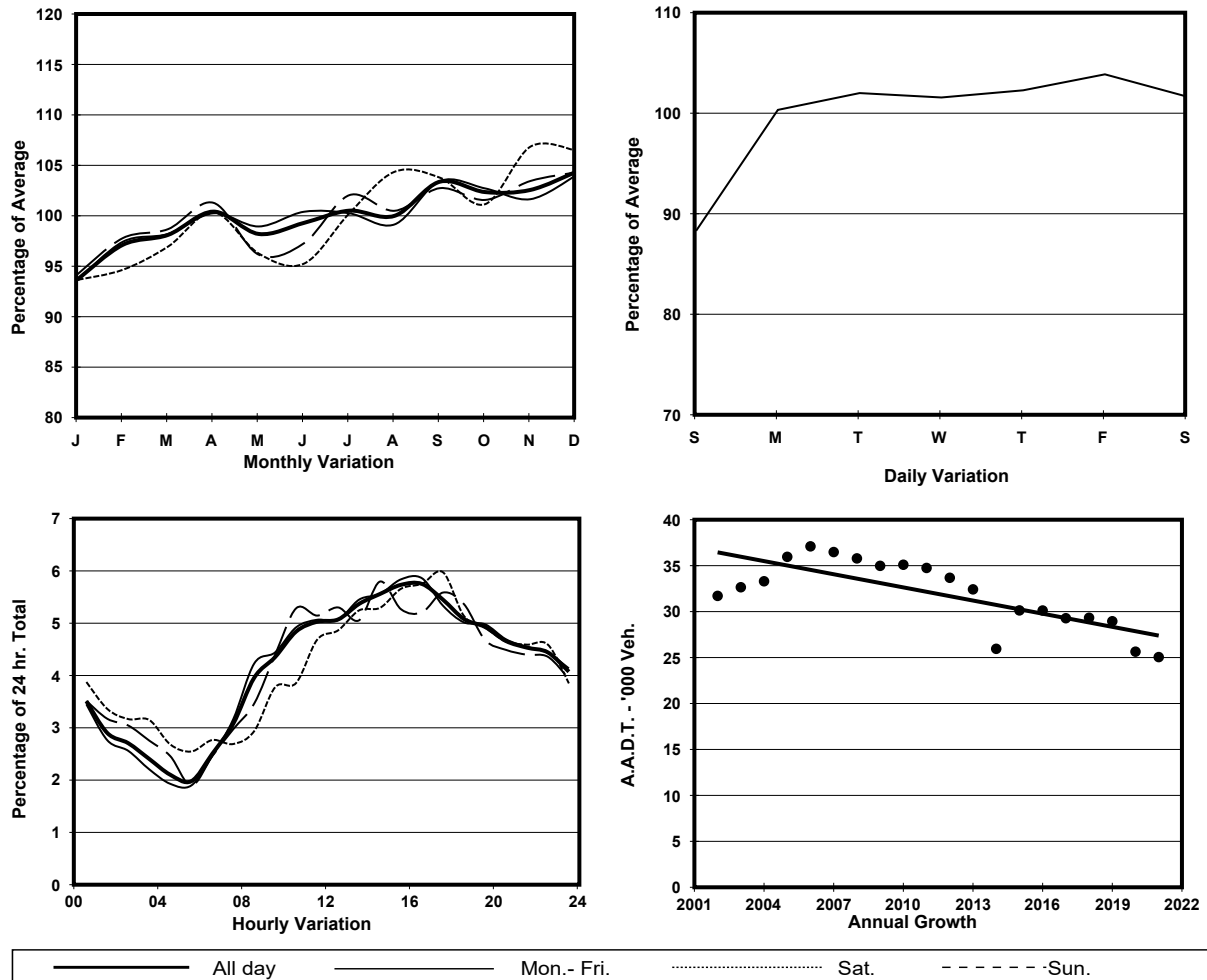 120
115
110
105
100
95
90
85
80
Percentage of Average
J F M A M J J A S O N D
Monthly Variation
110
100
90
80
70
Percentage of Average
S M T W T F S
Daily Variation
7
6
5
4
3
2
1
0
Percentage of 24 hr. Total
00 04 08 12 16 20 24
Hourly Variation
40
35
30
25
20
15
10
5
0
A.A.D.T. - '000 Veh.
2001 2004 2007 2010 2013 2016 2019 2022
Annual Growth
All day Mon.- Fri. Sat. Sun.